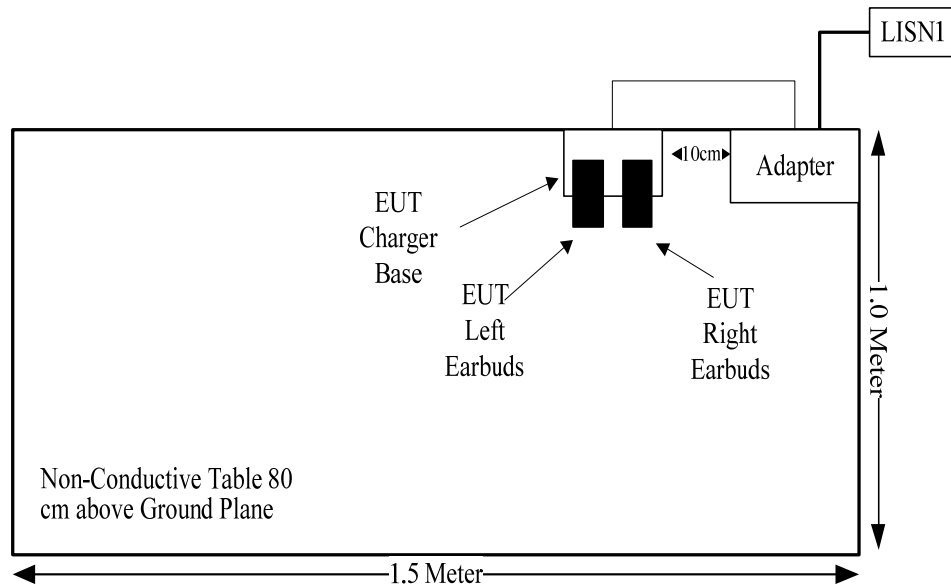 LISN1
10cm
Adapter
EUT
Charger
Base
EUT
Left
Earbuds
EUT
Right
Earbuds
1.0 Meter
Non-Conductive Table 80
cm above Ground Plane
1.5 Meter